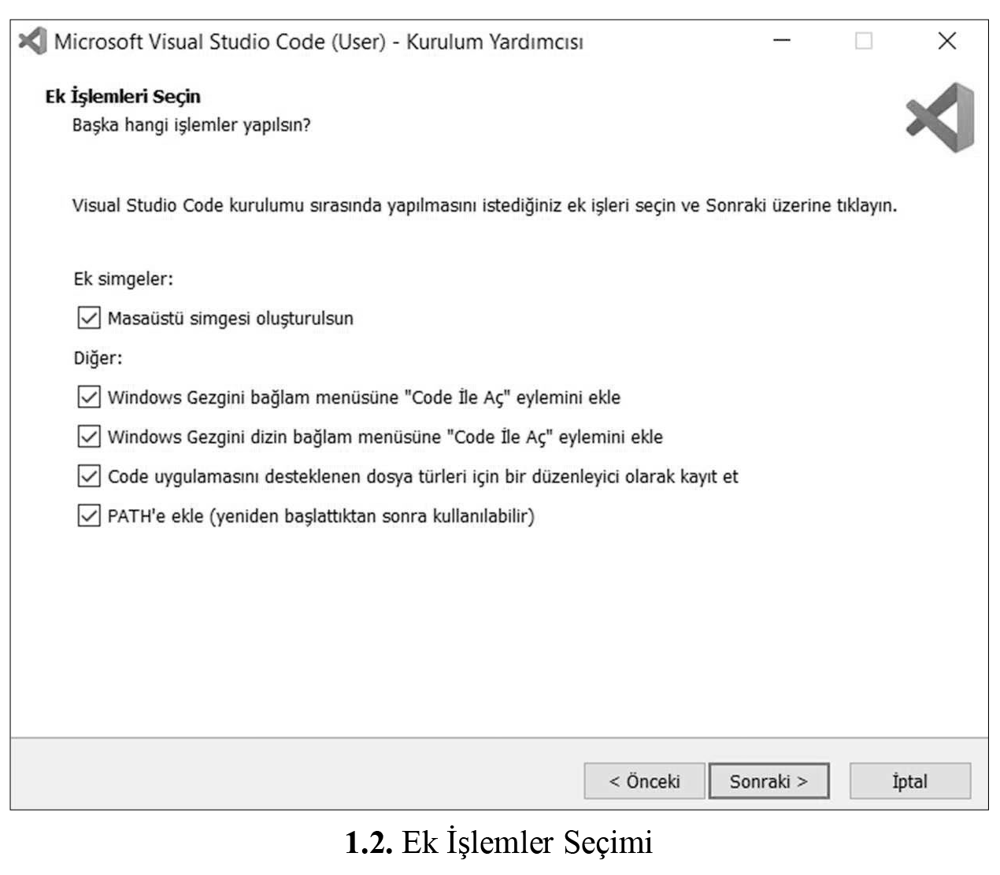 Microsoft Visual Studio Code (User) - Kurulum Yardımcısı
Ek İşlemleri Seçin
Başka hangi işlemler yapılsın?
Visual Studio Code kurulumu sırasında yapılmasını istediğiniz ek işleri seçin ve Sonraki üzerine tıklayın.
Ek simgeler:
Masaüstü simgesi oluşturulsun
Diğer:
Windows Gezgini bağlam menüsüne "Code İle Aç" eylemini ekle
Windows Gezgini dizin bağlam menüsüne "Code İle Aç" eylemini ekle
Code uygulamasını desteklenen dosya türleri için bir düzenleyici olarak kayıt et
PATH'e ekle (yeniden başlattıktan sonra kullanılabilir)
< Önceki Sonraki > İptal
1.2. Ek İşlemler Seçimi